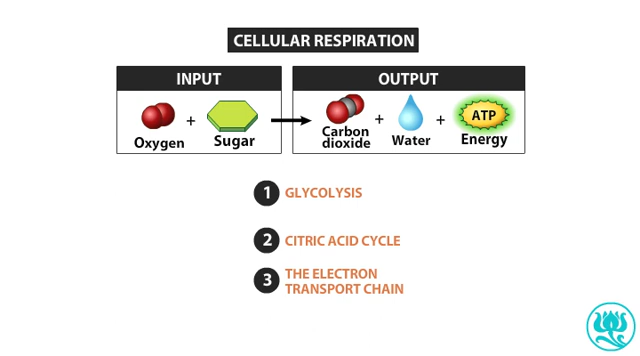 CELLULAR RESPIRATION
INPUT
OUTPUT
Oxygen + Sugar
Carbon dioxide + Water + ATP Energy
1 GLYCOLYSIS
2 CITRIC ACID CYCLE
3 THE ELECTRON
TRANSPORT CHAIN